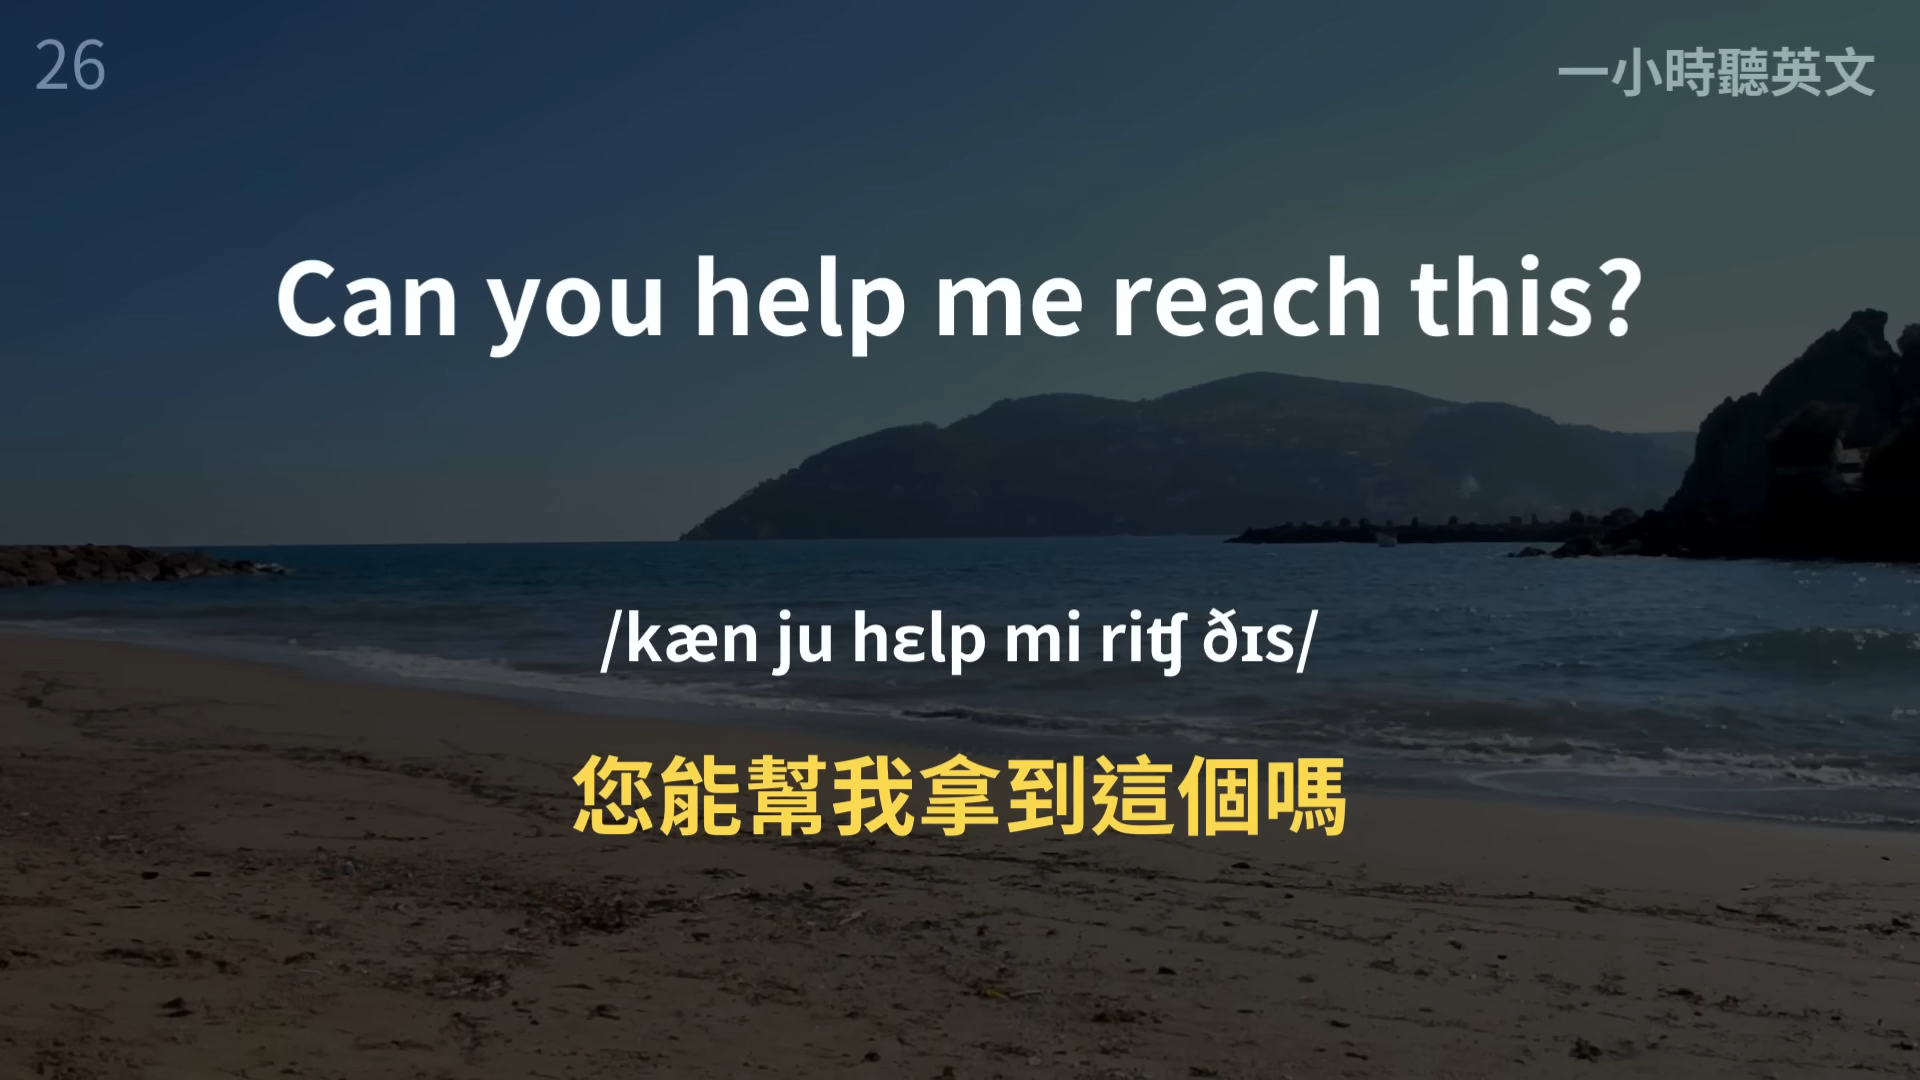 26
一小時聽英文
Can you help me reach this?
/kæn ju hɛlp mi riʧ ðɪs/
您能幫我拿到這個嗎